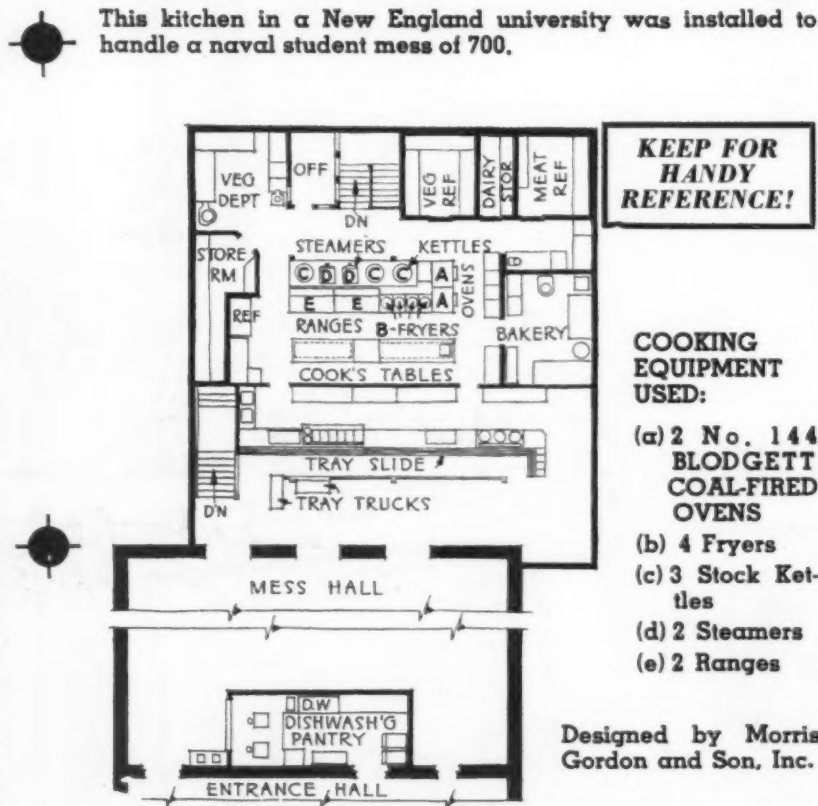 This kitchen in a New England university was installed to
handle a naval student mess of 700.
KEEP FOR
HANDY
REFERENCE!
VEG
DEPT
OFF
DN
VEG
REF
DAIRY
STOR
MEAT
REF
STORE
RM
STEAMERS
KETTLES
C D D C C A
OVENS
E E A
REF
RANGES B-FRYERS
BAKERY
COOK'S TABLES
TRAY SLIDE
TRAY TRUCKS
DN
MESS HALL
D.W
DISHWASH'G
PANTRY
ENTRANCE HALL
COOKING
EQUIPMENT
USED:
(a) 2 No. 144
BLODGETT
COAL-FIRED
OVENS
(b) 4 Fryers
(c) 3 Stock Ket-
tles
(d) 2 Steamers
(e) 2 Ranges
Designed by Morris
Gordon and Son, Inc.